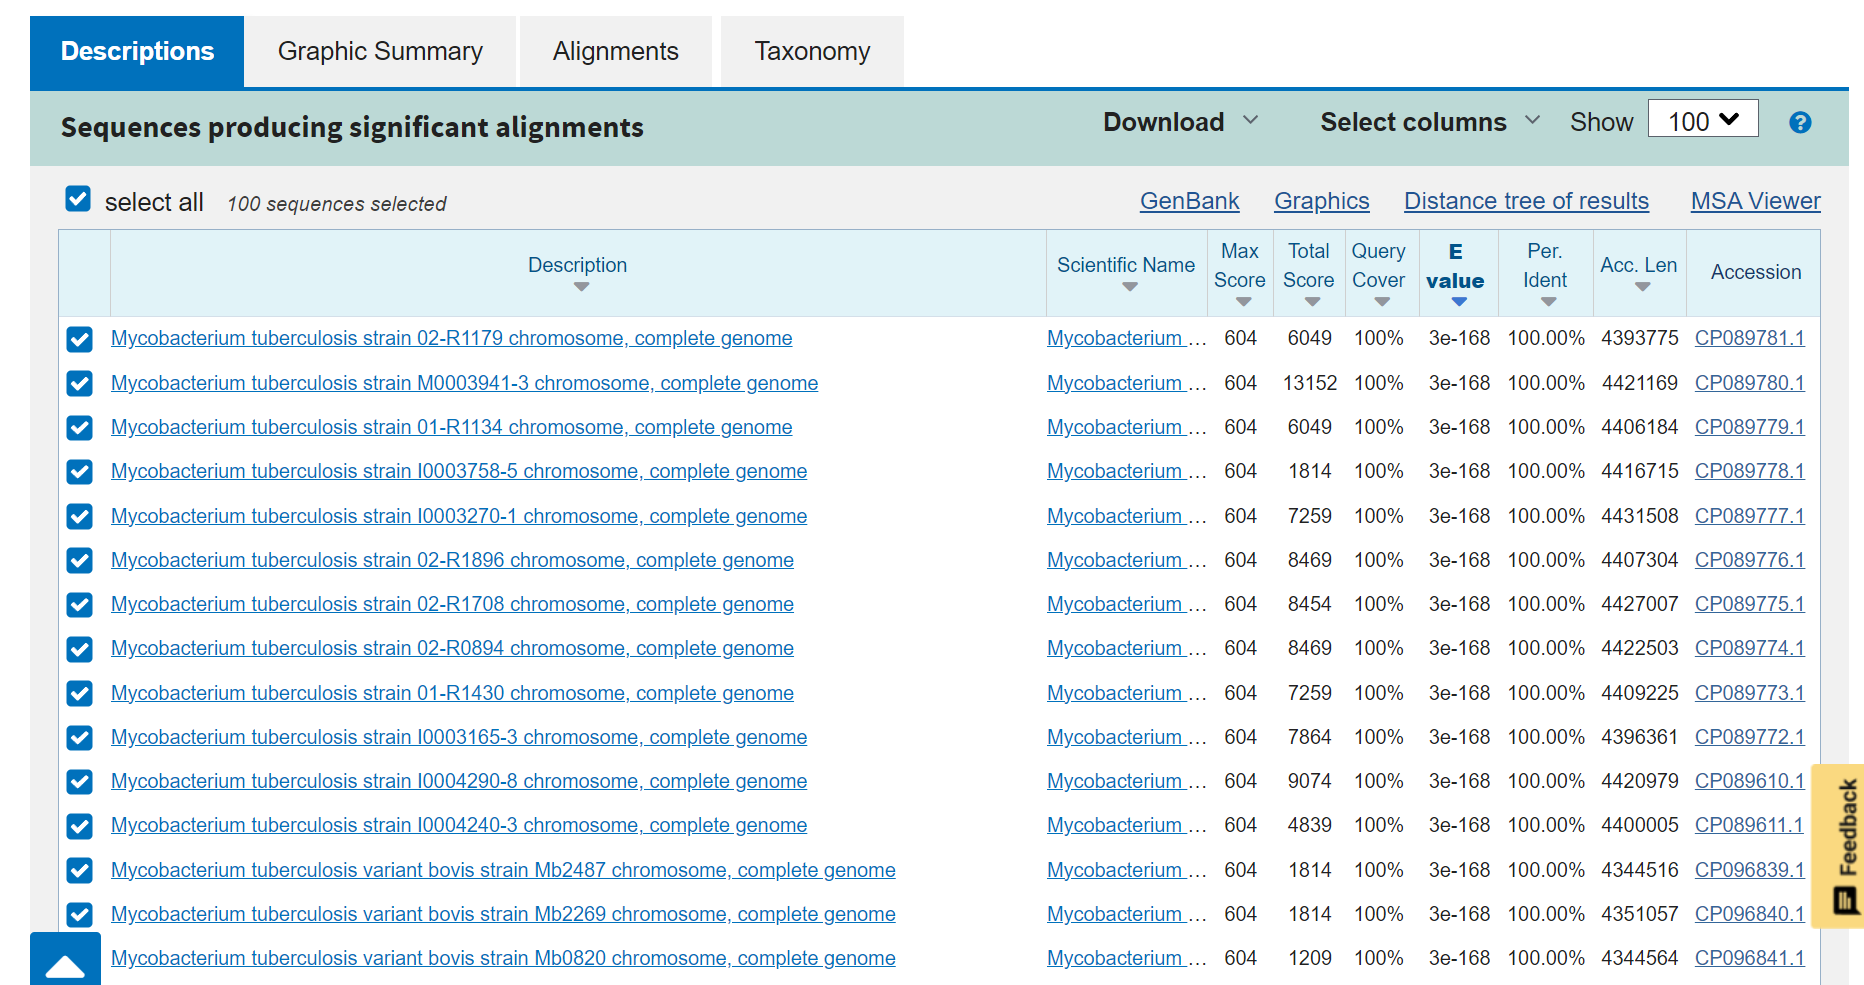 Descriptions Graphic Summary Alignments Taxonomy
Sequences producing significant alignments Download Select columns Show 100 ?
select all 100 sequences selected GenBank Graphics Distance tree of results MSA Viewer
Description Scientific Name Max Score Total Score Query Cover E value Per. Ident Acc. Len Accession
Mycobacterium tuberculosis strain 02-R1179 chromosome, complete genome Mycobacterium ... 604 6049 100% 3e-168 100.00% 4393775 CP089781.1
Mycobacterium tuberculosis strain M0003941-3 chromosome, complete genome Mycobacterium ... 604 13152 100% 3e-168 100.00% 4421169 CP089780.1
Mycobacterium tuberculosis strain 01-R1134 chromosome, complete genome Mycobacterium ... 604 6049 100% 3e-168 100.00% 4406184 CP089779.1
Mycobacterium tuberculosis strain I0003758-5 chromosome, complete genome Mycobacterium ... 604 1814 100% 3e-168 100.00% 4416715 CP089778.1
Mycobacterium tuberculosis strain I0003270-1 chromosome, complete genome Mycobacterium ... 604 7259 100% 3e-168 100.00% 4431508 CP089777.1
Mycobacterium tuberculosis strain 02-R1896 chromosome, complete genome Mycobacterium ... 604 8469 100% 3e-168 100.00% 4407304 CP089776.1
Mycobacterium tuberculosis strain 02-R1708 chromosome, complete genome Mycobacterium ... 604 8454 100% 3e-168 100.00% 4427007 CP089775.1
Mycobacterium tuberculosis strain 02-R0894 chromosome, complete genome Mycobacterium ... 604 8469 100% 3e-168 100.00% 4422503 CP089774.1
Mycobacterium tuberculosis strain 01-R1430 chromosome, complete genome Mycobacterium ... 604 7259 100% 3e-168 100.00% 4409225 CP089773.1
Mycobacterium tuberculosis strain I0003165-3 chromosome, complete genome Mycobacterium ... 604 7864 100% 3e-168 100.00% 4396361 CP089772.1
Mycobacterium tuberculosis strain I0004290-8 chromosome, complete genome Mycobacterium ... 604 9074 100% 3e-168 100.00% 4420979 CP089610.1
Mycobacterium tuberculosis strain I0004240-3 chromosome, complete genome Mycobacterium ... 604 4839 100% 3e-168 100.00% 4400005 CP089611.1
Mycobacterium tuberculosis variant bovis strain Mb2487 chromosome, complete genome Mycobacterium ... 604 1814 100% 3e-168 100.00% 4344516 CP096839.1
Mycobacterium tuberculosis variant bovis strain Mb2269 chromosome, complete genome Mycobacterium ... 604 1814 100% 3e-168 100.00% 4351057 CP096840.1
Mycobacterium tuberculosis variant bovis strain Mb0820 chromosome, complete genome Mycobacterium ... 604 1209 100% 3e-168 100.00% 4344564 CP096841.1
Feedback